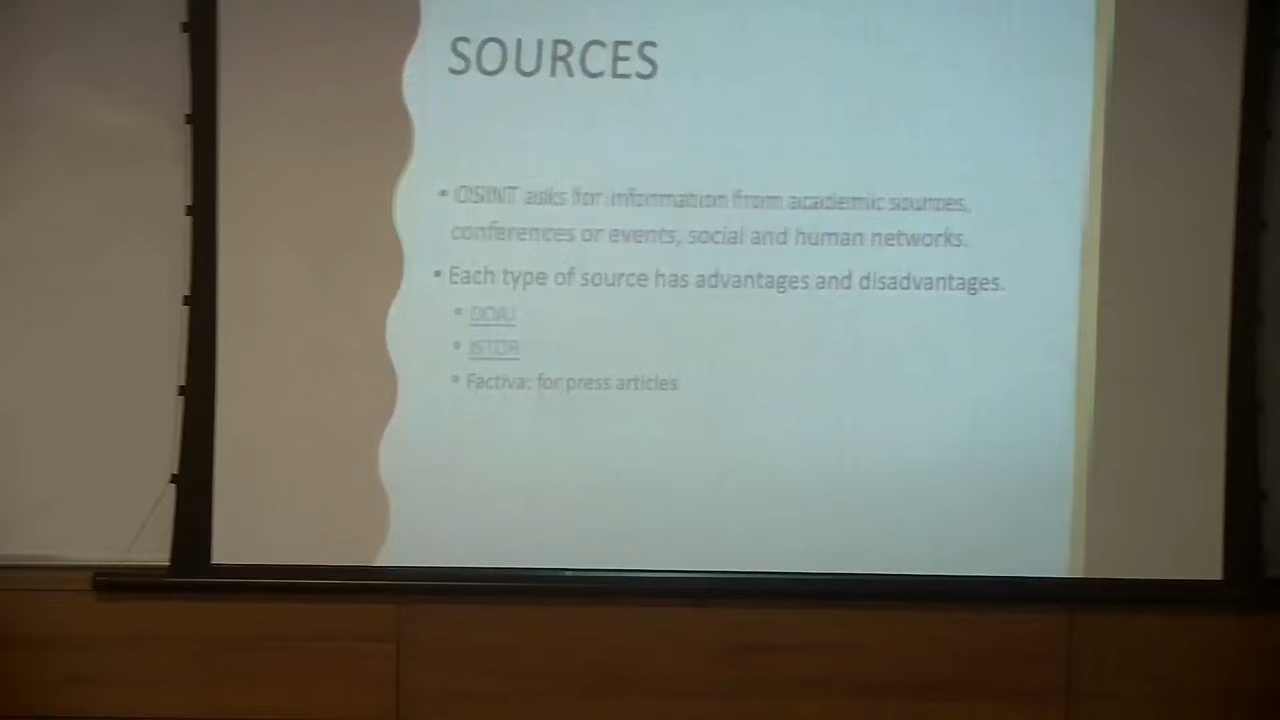 SOURCES
• OSINT asks for information from academic sources,
conferences or events, social and human networks.
• Each type of source has advantages and disadvantages.
• DOAJ
• JSTOR
• Factiva: for press articles